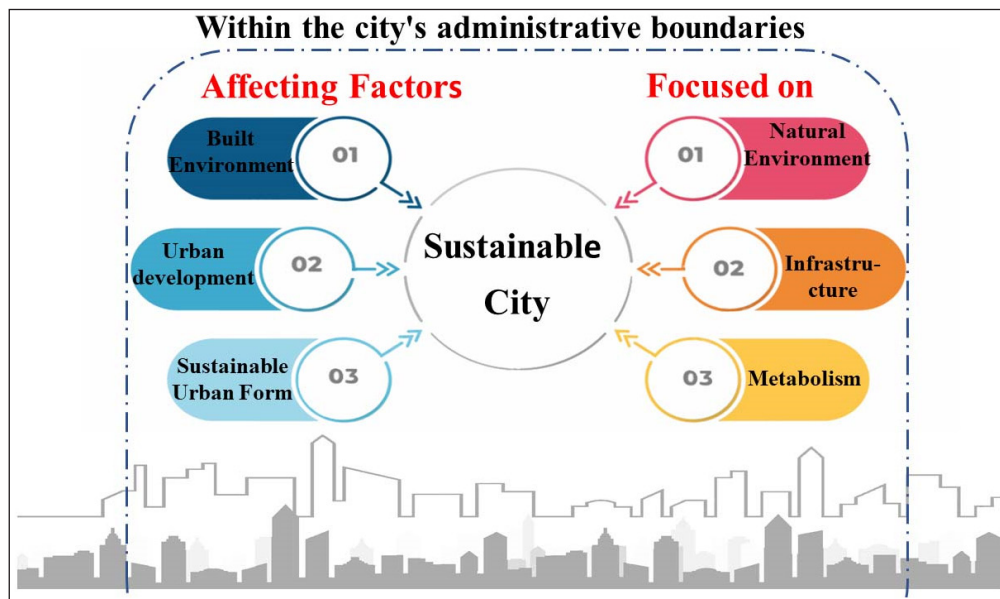 Within the city's administrative boundaries
Affecting Factors
Built
Environment
01
Urban
development
02
Sustainable
Urban Form
03
Sustainable
City
Focused on
01
Natural
Environment
02
Infrastru-
cture
03
Metabolism